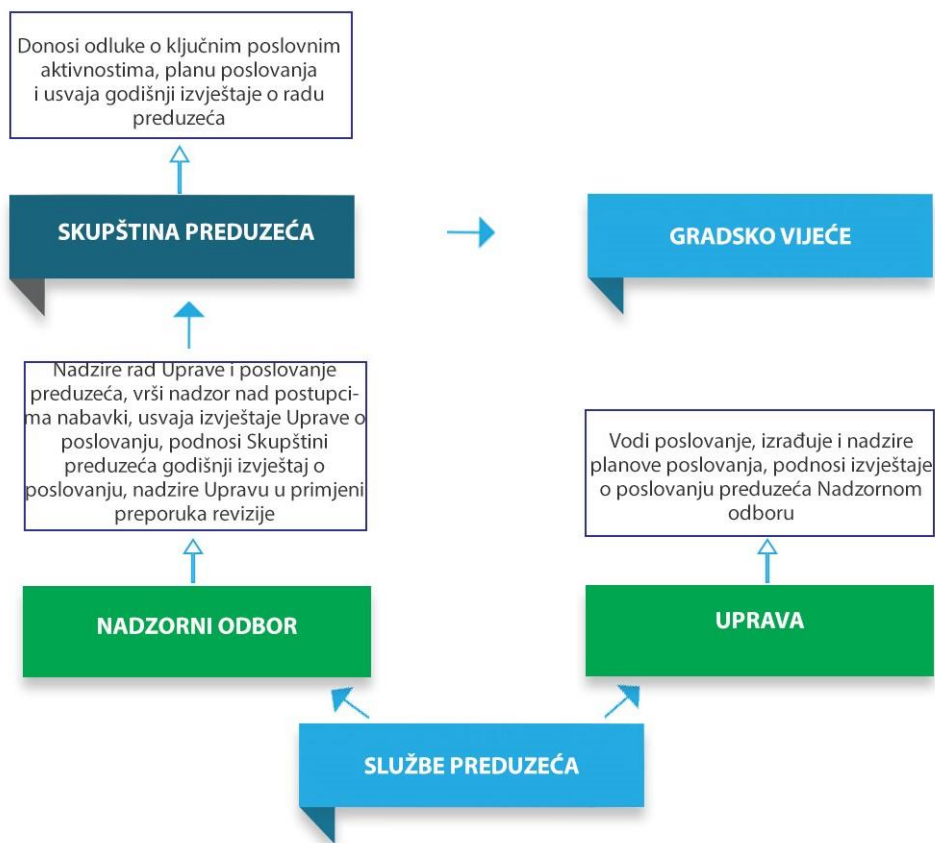 Donosi odluke o ključnim poslovnim
aktivnostima, planu poslovanja
i usvaja godišnji izvještaje o radu
preduzeća
SKUPŠTINA PREDUZEĆA
GRADSKO VIJEĆE
Nadzire rad Uprave i poslovanje
preduzeća, vrši nadzor nad postupci-
ma nabavki, usvaja izvještaje Uprave o
poslovanju, podnosi Skupštini
preduzeća godišnji izvještaj o
poslovanju, nadzire Upravu u primjeni
preporuka revizije
Vodi poslovanje, izrađuje i nadzire
planove poslovanja, podnosi izvještaje
o poslovanju preduzeća Nadzornom
odboru
NADZORNI ODBOR
UPRAVA
SLUŽBE PREDUZEĆA